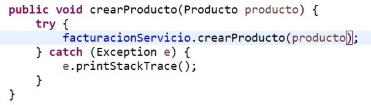 public void crearProducto(Producto producto) {
    try {
        facturacionServicio.crearProducto(producto);
    } catch (Exception e) {
        e.printStackTrace();
    }
}